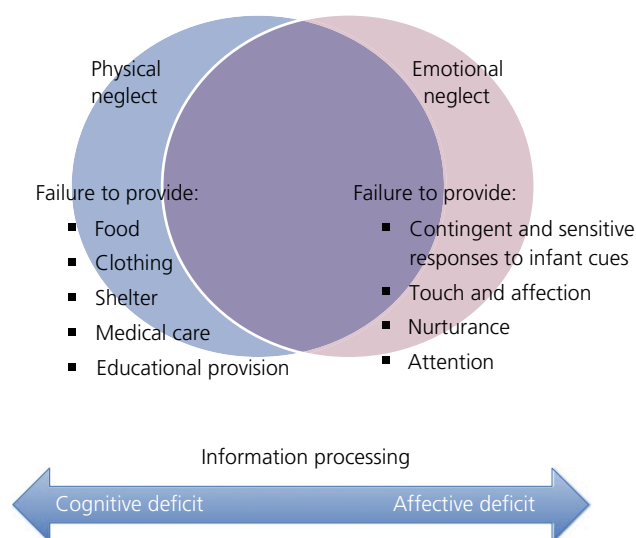 Physical
neglect
Emotional
neglect
Failure to provide:
▪ Food
▪ Clothing
▪ Shelter
▪ Medical care
▪ Educational provision
Failure to provide:
▪ Contingent and sensitive
responses to infant cues
▪ Touch and affection
▪ Nurturance
▪ Attention
Information processing
Cognitive deficit
Affective deficit